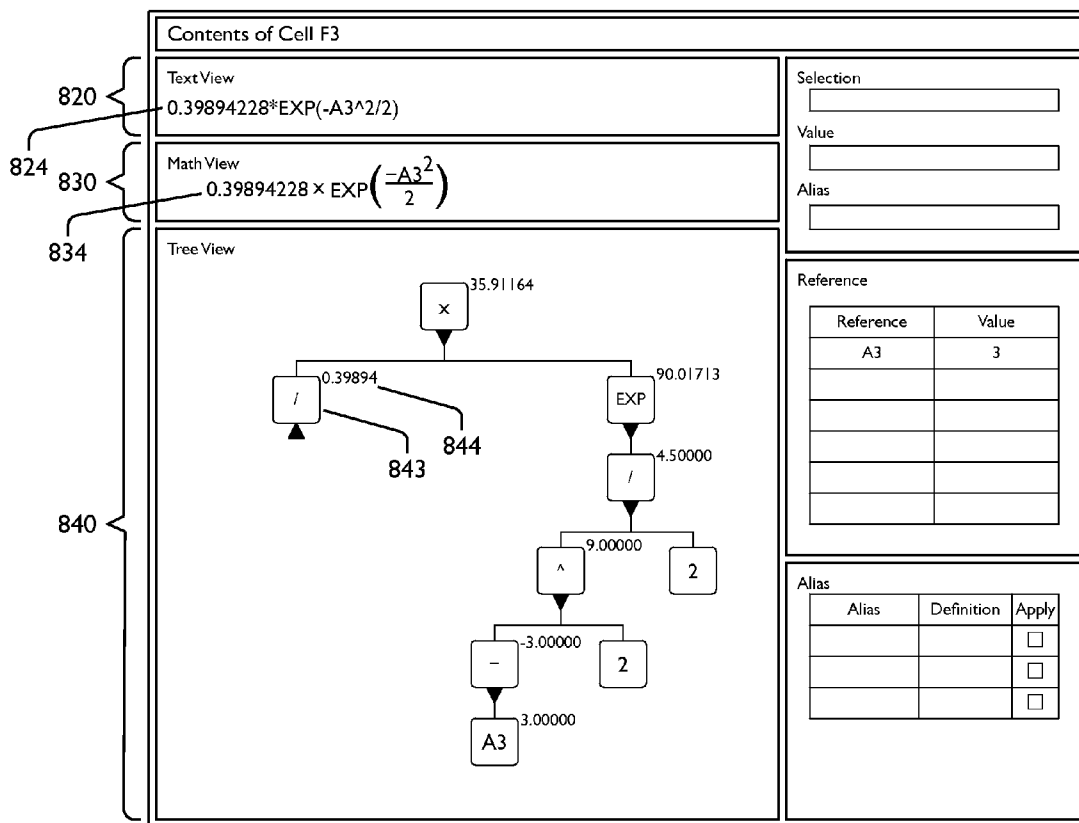 Contents of Cell F3
820
Text View
0.39894228*EXP(-A3^2/2)
824
830
Math View
0.39894228 × EXP(−A3²/2)
834
840
Tree View
35.91164
x
0.39894
/
843
844
90.01713
EXP
4.50000
/
9.00000
^
2
-3.00000
−
2
3.00000
A3
Selection
Value
Alias
Reference
Reference Value
A3 3
Alias
Alias Definition Apply